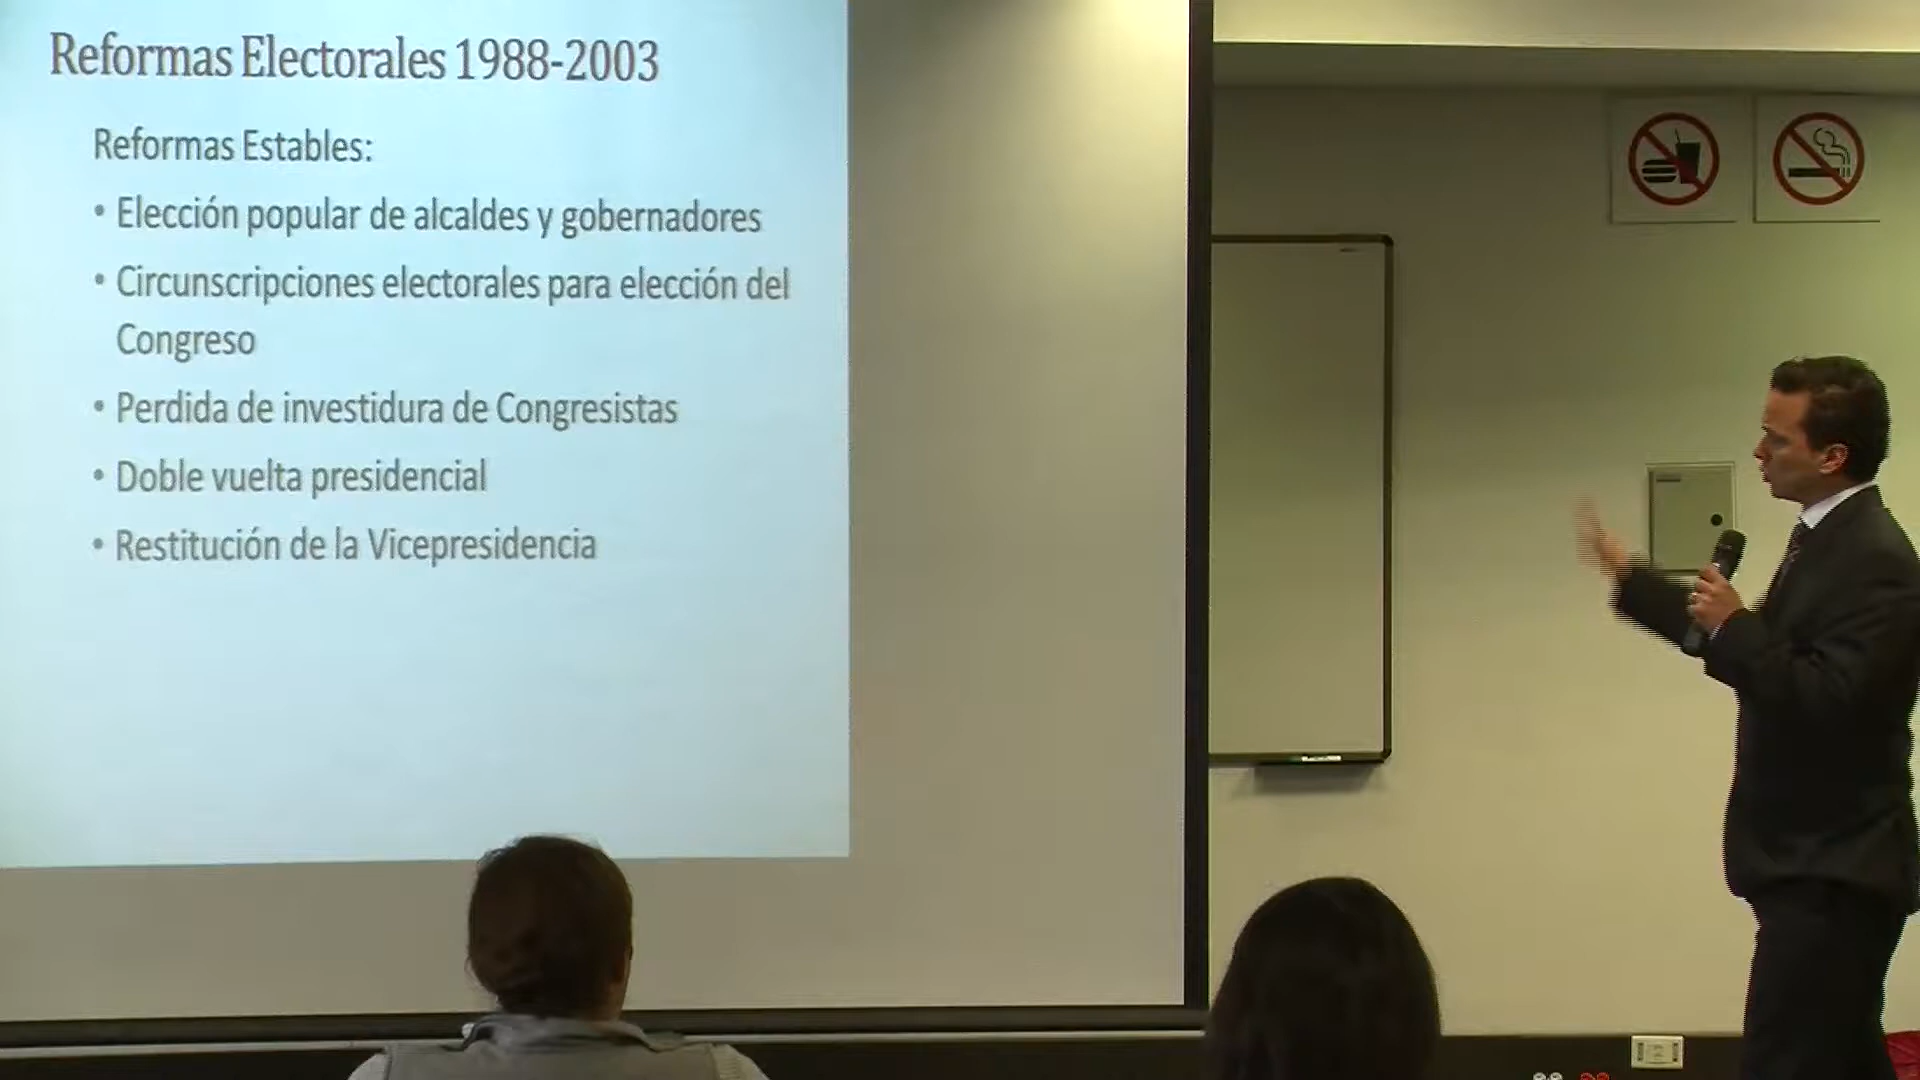 Reformas Electorales 1988-2003
Reformas Estables:
• Elección popular de alcaldes y gobernadores
• Circunscripciones electorales para elección del
Congreso
• Perdida de investidura de Congresistas
• Doble vuelta presidencial
• Restitución de la Vicepresidencia